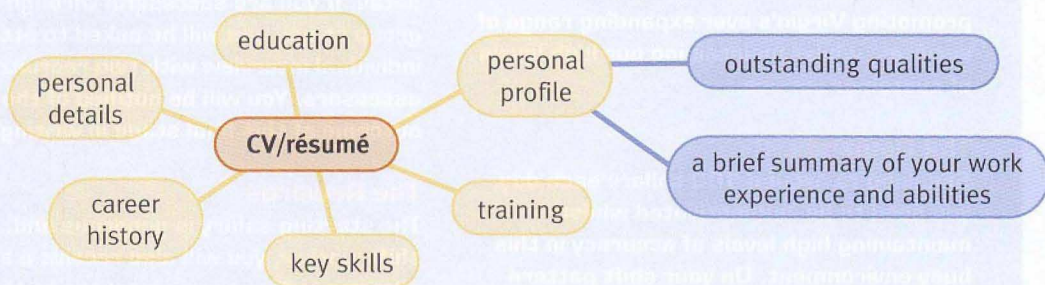 education
personal
details
personal
profile
outstanding qualities
CV/résumé
a brief summary of your work
experience and abilities
career
history
training
key skills